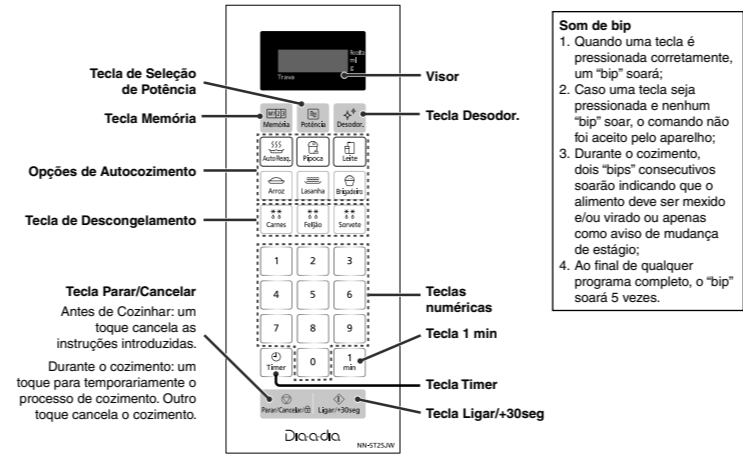 Tecla de Seleção
de Potência
Tecla Memória
Opções de Autocozimento
Tecla de Descongelamento
Tecla Parar/Cancelar
Antes de Cozinhar: um
toque cancela as
instruções introduzidas.
Durante o cozimento: um
toque para temporariamente o
processo de cozimento. Outro
toque cancela o cozimento.
Receita
ml
g
Trava
Memória Potência Desodor.
Auto Reaq. Pipoca Leite
Arroz Lasanha Brigadeiro
Carnes Feijão Sorvete
1 2 3
4 5 6
7 8 9
Timer 0 1 min
Parar/Cancelar Ligar/+30seg
Dia a dia
NN-ST25JW
Visor
Tecla Desodor.
Teclas
numéricas
Tecla 1 min
Tecla Timer
Tecla Ligar/+30seg
Som de bip
1. Quando uma tecla é
pressionada corretamente,
um “bip” soará;
2. Caso uma tecla seja
pressionada e nenhum
“bip” soar, o comando não
foi aceito pelo aparelho;
3. Durante o cozimento,
dois “bips” consecutivos
soarão indicando que o
alimento deve ser mexido
e/ou virado ou apenas
como aviso de mudança
de estágio;
4. Ao final de qualquer
programa completo, o “bip”
soará 5 vezes.